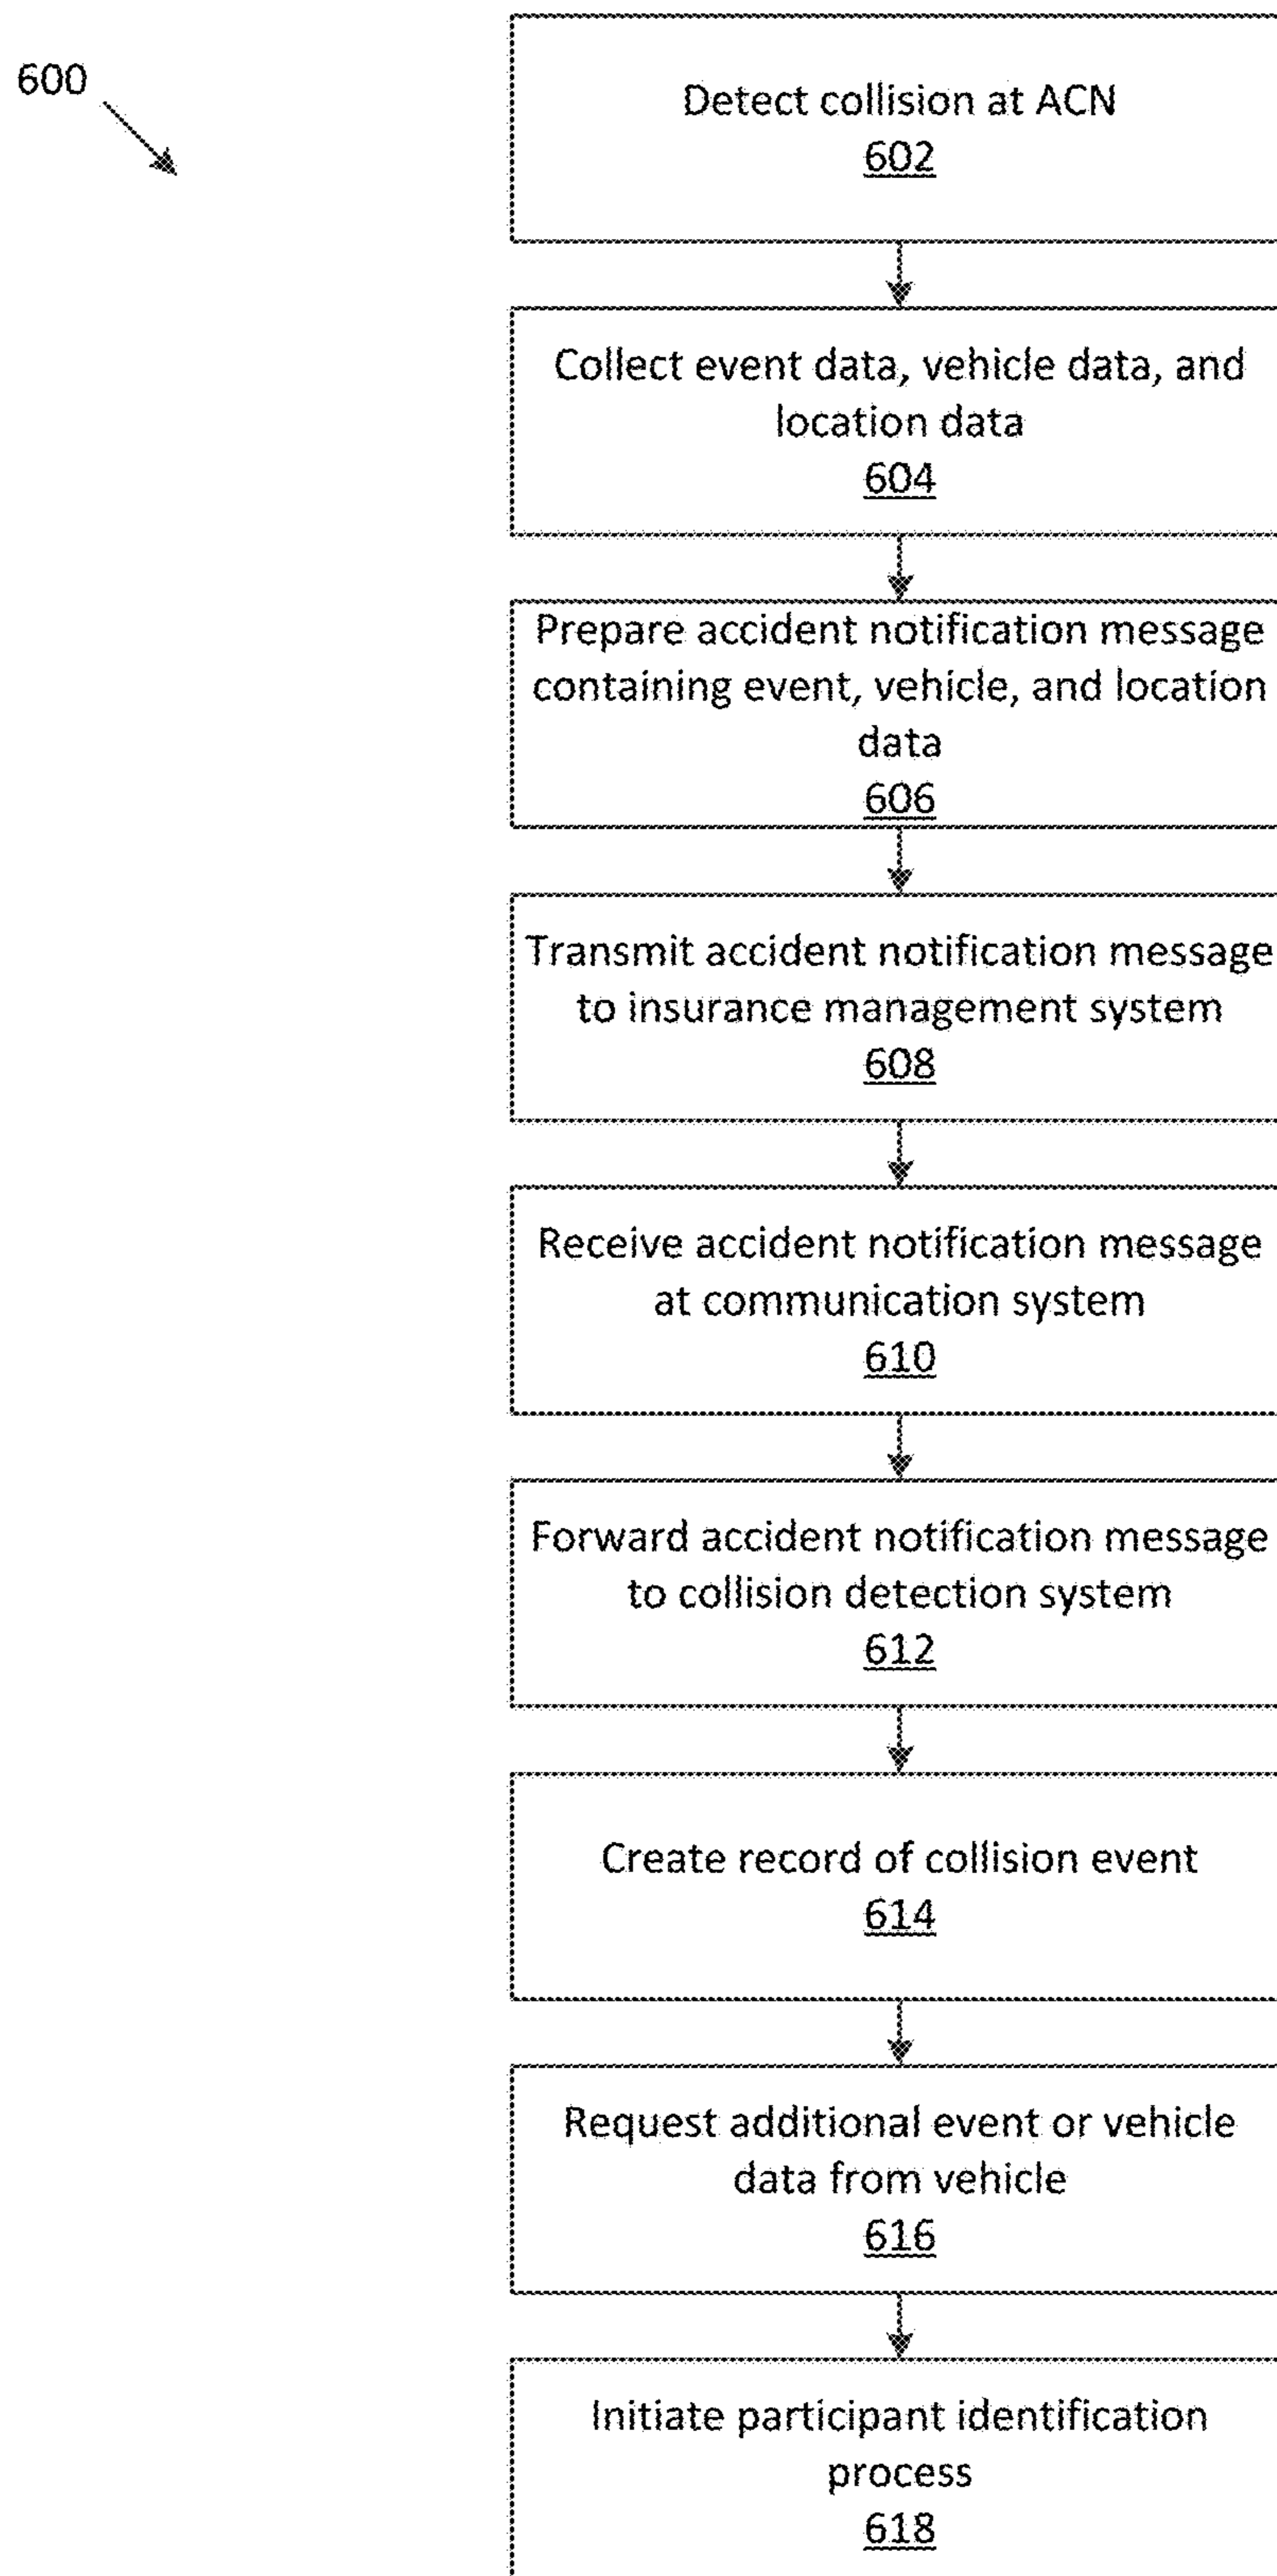 600
Detect collision at ACN
602
Collect event data, vehicle data, and
location data
604
Prepare accident notification message
containing event, vehicle, and location
data
606
Transmit accident notification message
to insurance management system
608
Receive accident notification message
at communication system
610
Forward accident notification message
to collision detection system
612
Create record of collision event
614
Request additional event or vehicle
data from vehicle
616
Initiate participant identification
process
618